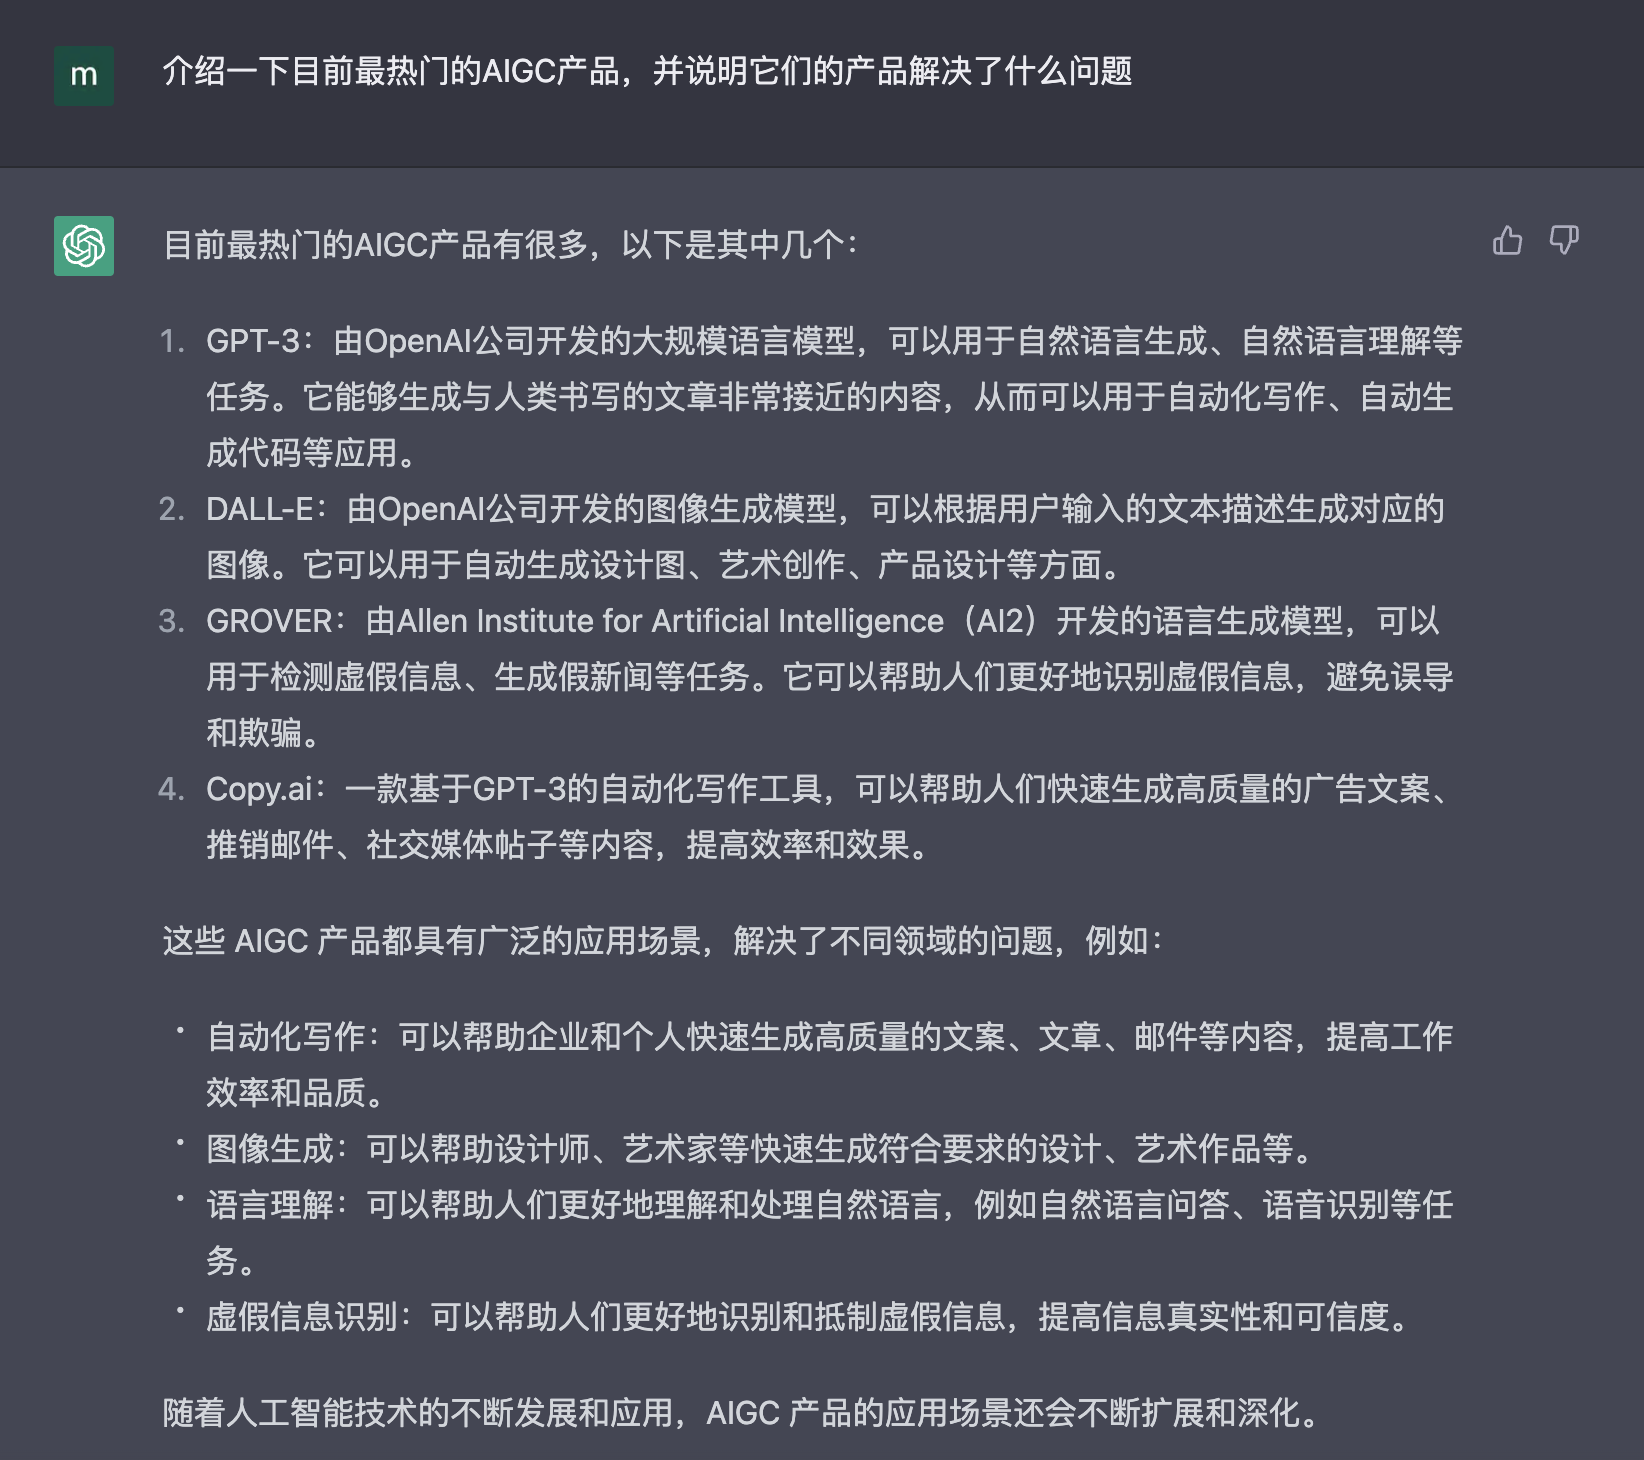 m
介绍一下目前最热门的AIGC产品，并说明它们的产品解决了什么问题
目前最热门的AIGC产品有很多，以下是其中几个：
1. GPT-3：由OpenAI公司开发的大规模语言模型，可以用于自然语言生成、自然语言理解等
任务。它能够生成与人类书写的文章非常接近的内容，从而可以用于自动化写作、自动生
成代码等应用。
2. DALL-E：由OpenAI公司开发的图像生成模型，可以根据用户输入的文本描述生成对应的
图像。它可以用于自动生成设计图、艺术创作、产品设计等方面。
3. GROVER：由Allen Institute for Artificial Intelligence（AI2）开发的语言生成模型，可以
用于检测虚假信息、生成假新闻等任务。它可以帮助人们更好地识别虚假信息，避免误导
和欺骗。
4. Copy.ai：一款基于GPT-3的自动化写作工具，可以帮助人们快速生成高质量的广告文案、
推销邮件、社交媒体帖子等内容，提高效率和效果。
这些 AIGC 产品都具有广泛的应用场景，解决了不同领域的问题，例如：
• 自动化写作：可以帮助企业和个人快速生成高质量的文案、文章、邮件等内容，提高工作
效率和品质。
• 图像生成：可以帮助设计师、艺术家等快速生成符合要求的设计、艺术作品等。
• 语言理解：可以帮助人们更好地理解和处理自然语言，例如自然语言问答、语音识别等任
务。
• 虚假信息识别：可以帮助人们更好地识别和抵制虚假信息，提高信息真实性和可信度。
随着人工智能技术的不断发展和应用，AIGC 产品的应用场景还会不断扩展和深化。